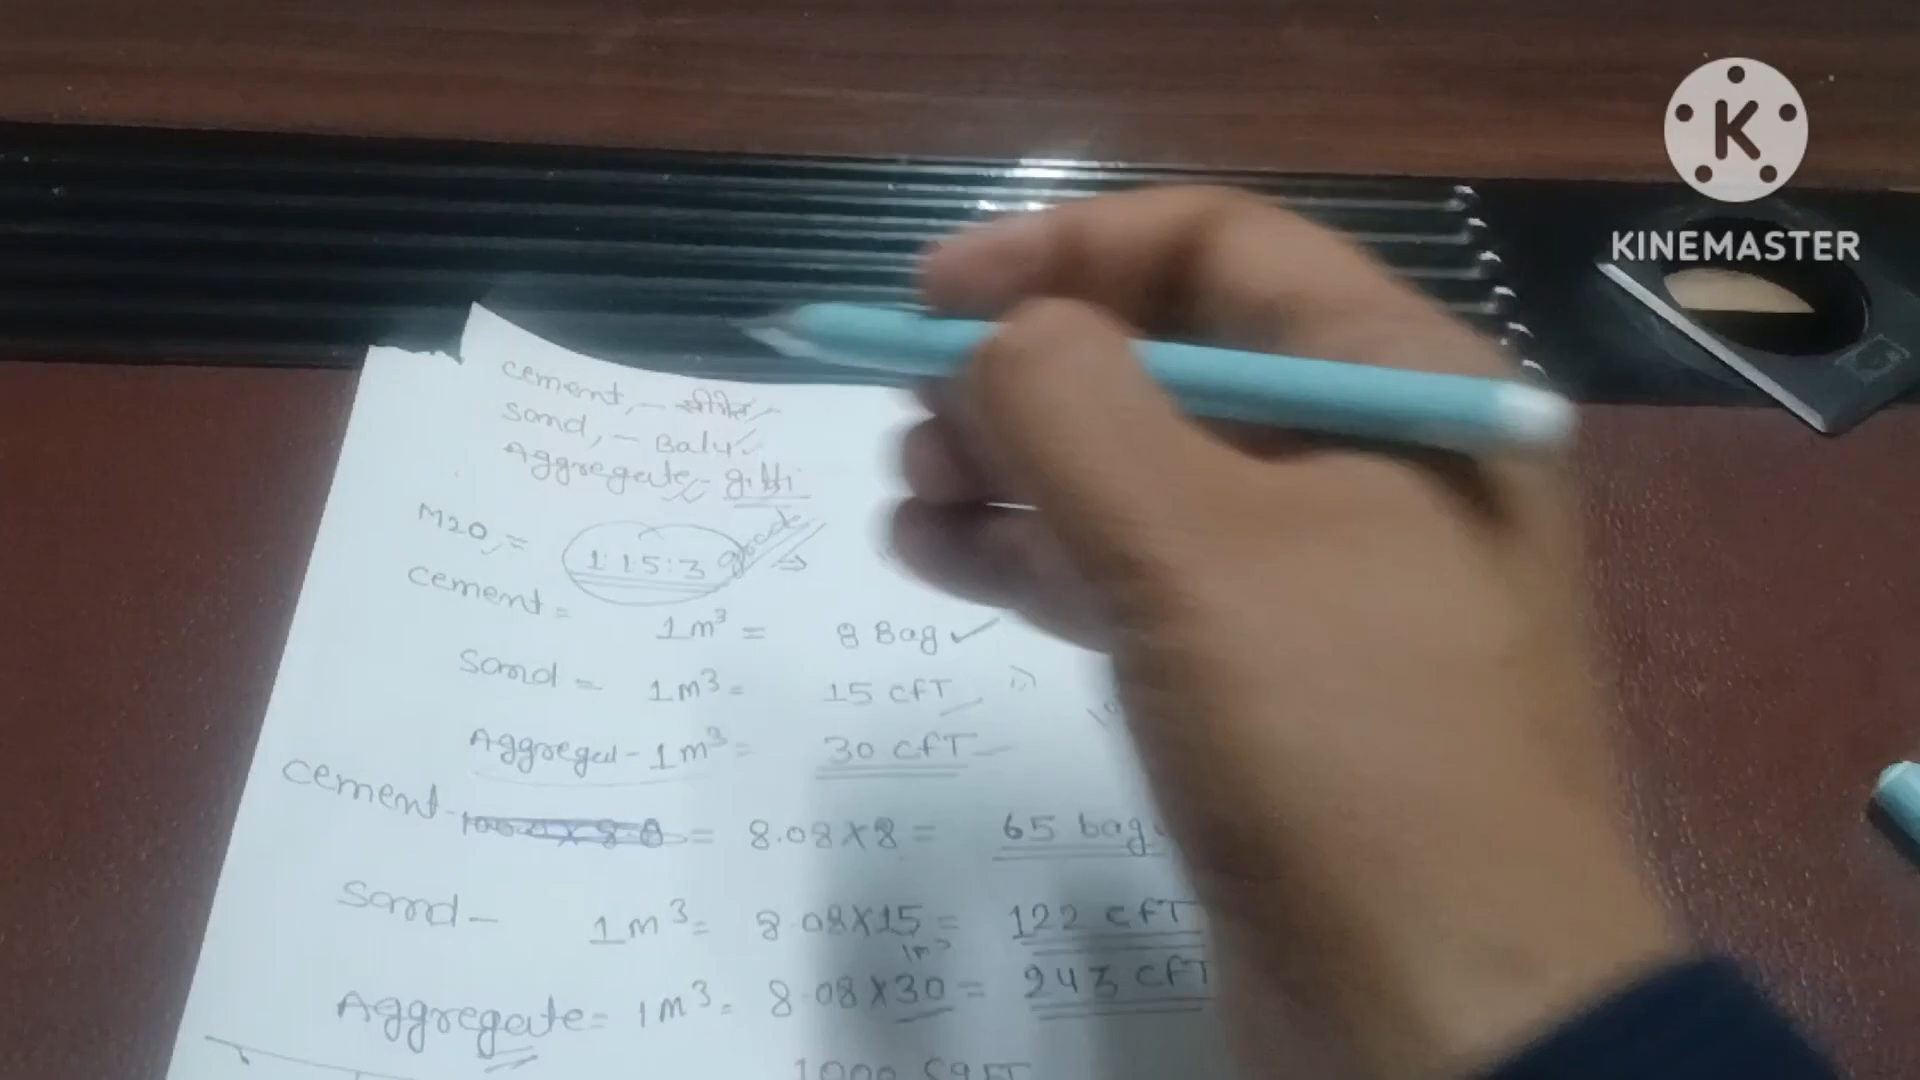 K
KINEMASTER
cement, - सीमेंट
Sand, - Balu
Aggregate - gitti
M20, = 1:1.5:3 grade ⇒
cement =
1m³ = 8 Bag ✓
Sand = 1m³ = 15 CFT
Aggregat - 1m³ = 30 CFT
Cement - = 8.08×8 = 65 bag
Sand - 1m³ = 8.08×15 = 122 CFT
1m³
Aggregate = 1m³ = 8.08×30 = 243 CFT
1000 SQFT